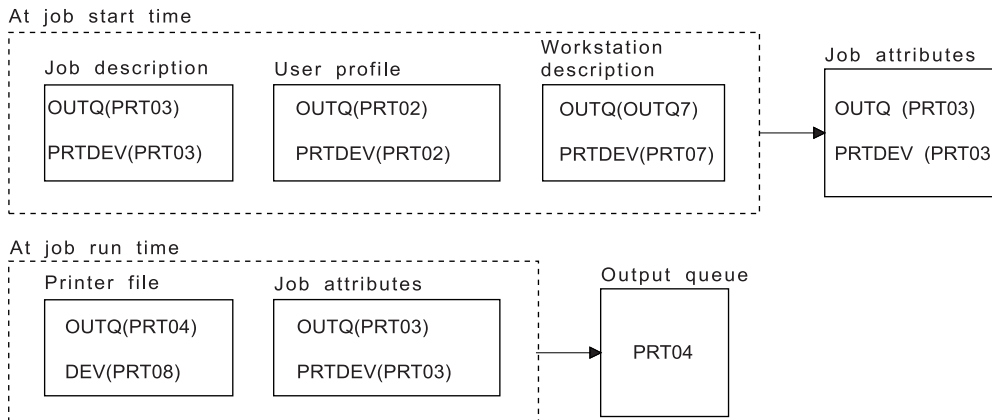 At job start time
Job description
OUTQ(PRT03)
PRTDEV(PRT03)
User profile
OUTQ(PRT02)
PRTDEV(PRT02)
Workstation
description
OUTQ(OUTQ7)
PRTDEV(PRT07)
Job attributes
OUTQ (PRT03)
PRTDEV (PRT03
At job run time
Printer file
OUTQ(PRT04)
DEV(PRT08)
Job attributes
OUTQ(PRT03)
PRTDEV(PRT03)
Output queue
PRT04